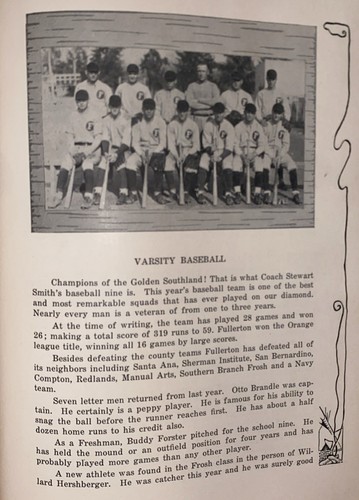 VARSITY BASEBALL
Champions of the Golden Southland! That is what Coach Stewart
Smith's baseball nine is. This year's baseball team is one of the best
and most remarkable squads that has ever played on our diamond.
Nearly every man is a veteran of from one to three years.
At the time of writing, the team has played 28 games and won
26; making a total score of 319 runs to 59. Fullerton won the Orange
league title, winning all 16 games by large scores.
Besides defeating the county teams Fullerton has defeated all of
its neighbors including Santa Ana, Sherman Institute, San Bernardino,
Compton, Redlands, Manual Arts, Southern Branch Frosh and a Navy
team.
Seven letter men returned from last year. Otto Brandle was cap-
tain. He certainly is a peppy player. He is famous for his ability to
snag the ball before the runner reaches first. He has about a half
dozen home runs to his credit also.
As a Freshman, Buddy Forster pitched for the school nine. He
has held the mound or an outfield position for four years and has
probably played more games than any other player.
A new athlete was found in the Frosh class in the person of Wil-
lard Hershberger. He was catcher this year and he was surely good